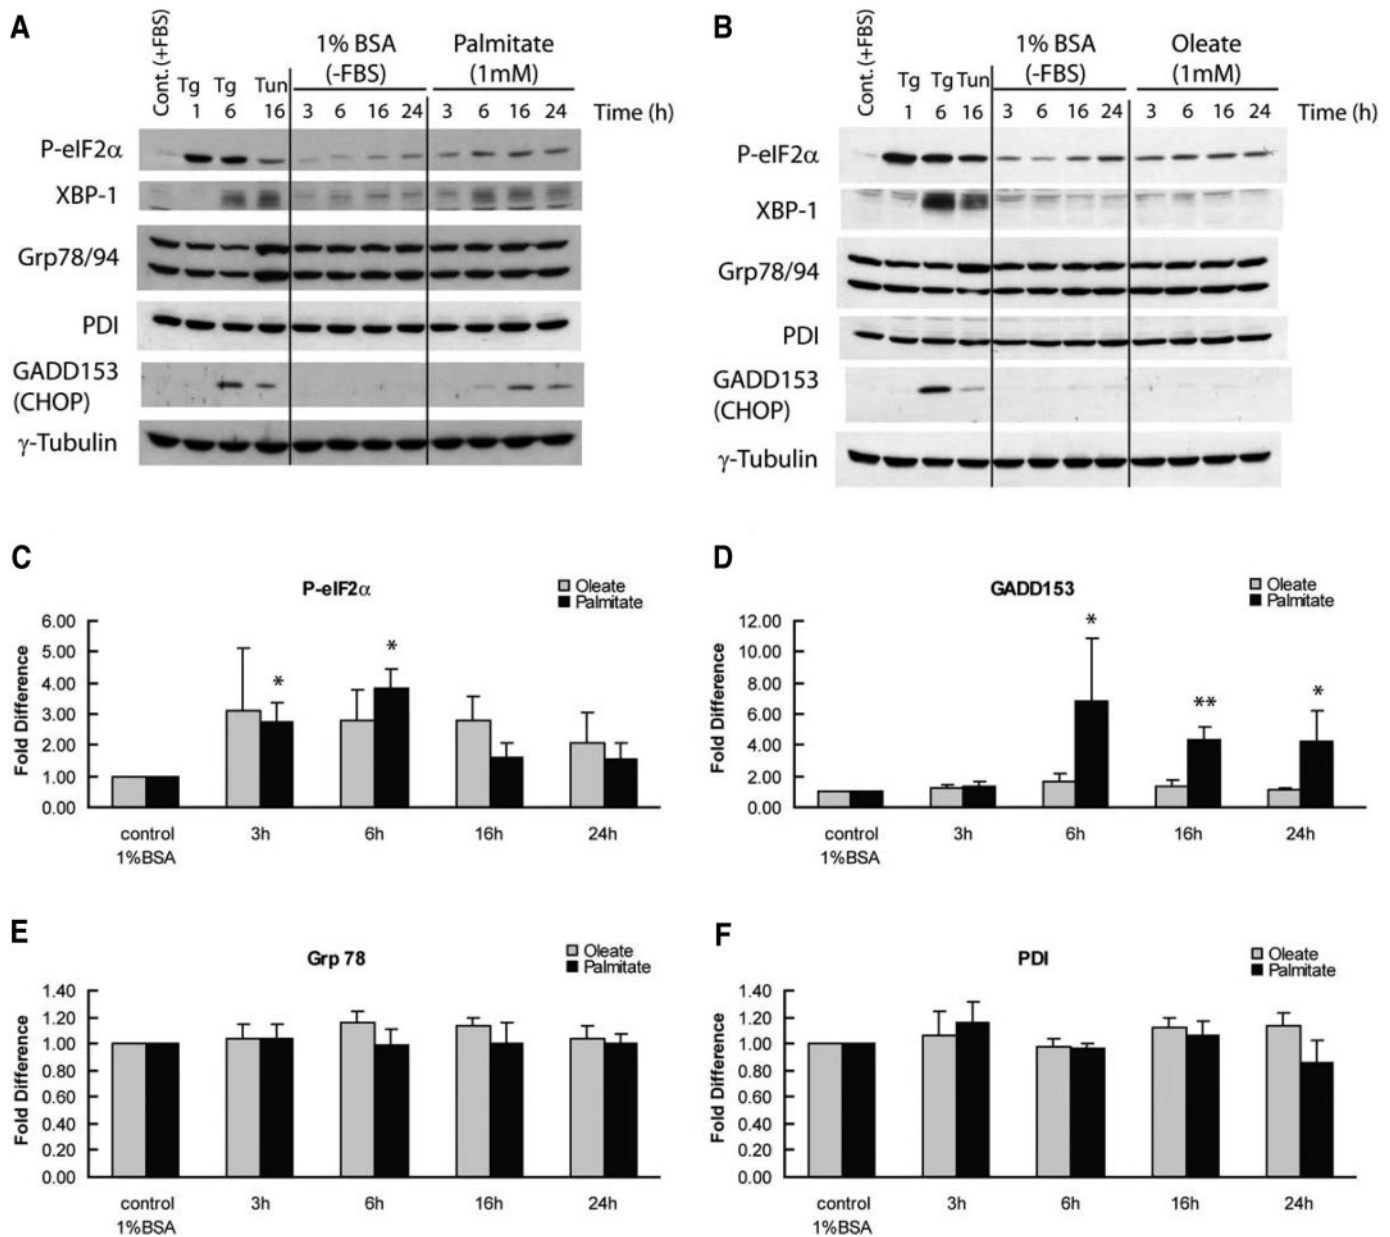 A
Cont. (+FBS)
Tg Tg Tun
1% BSA
(-FBS)
Palmitate
(1mM)
1 6 16 3 6 16 24 3 6 16 24 Time (h)
P-eIF2α
XBP-1
Grp78/94
PDI
GADD153
(CHOP)
γ-Tubulin
B
Cont. (+FBS)
Tg Tg Tun
1% BSA
(-FBS)
Oleate
(1mM)
1 6 16 3 6 16 24 3 6 16 24 Time (h)
P-eIF2α
XBP-1
Grp78/94
PDI
GADD153
(CHOP)
γ-Tubulin
C
P-eIF2α
Oleate
Palmitate
Fold Difference
6.00
5.00
4.00
3.00
2.00
1.00
0.00
*
*
control 3h 6h 16h 24h
1%BSA
D
GADD153
Oleate
Palmitate
Fold Difference
12.00
10.00
8.00
6.00
4.00
2.00
0.00
*
**
*
control 3h 6h 16h 24h
1%BSA
E
Grp 78
Oleate
Palmitate
Fold Difference
1.40
1.20
1.00
0.80
0.60
0.40
0.20
0.00
control 3h 6h 16h 24h
1%BSA
F
PDI
Oleate
Palmitate
Fold Difference
1.40
1.20
1.00
0.80
0.60
0.40
0.20
0.00
control 3h 6h 16h 24h
1%BSA